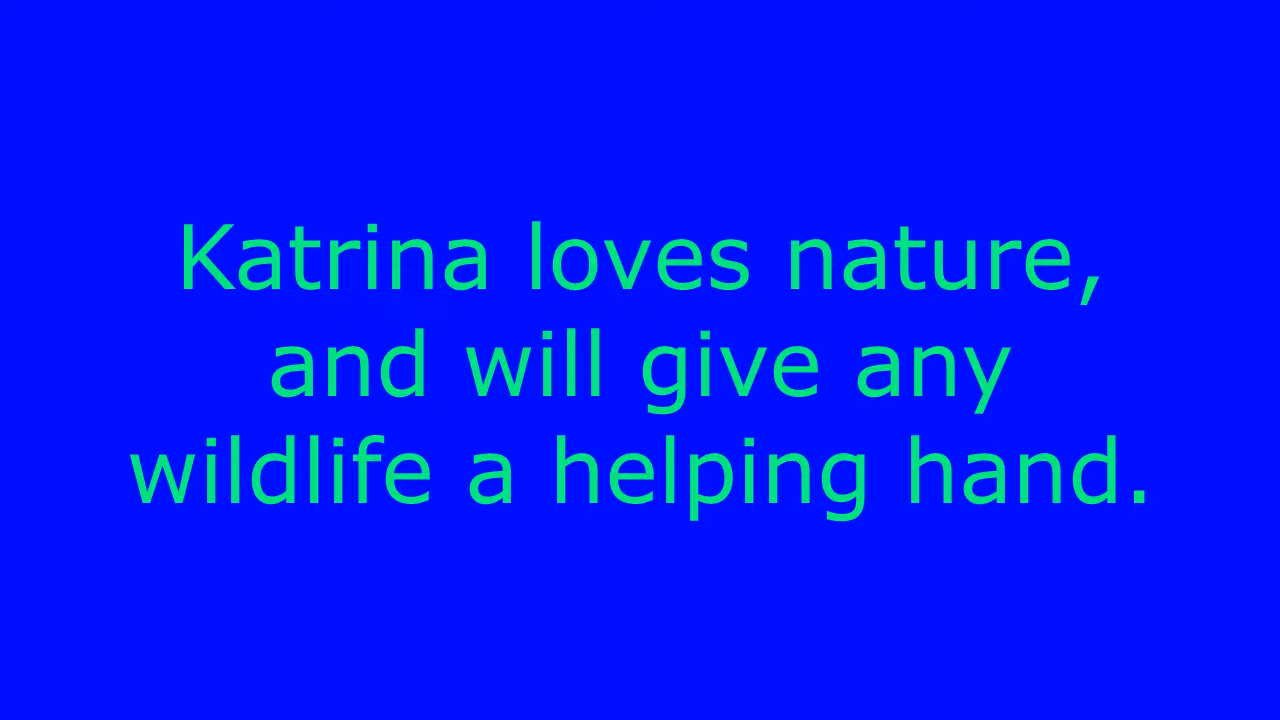 Katrina loves nature,
and will give any
wildlife a helping hand.